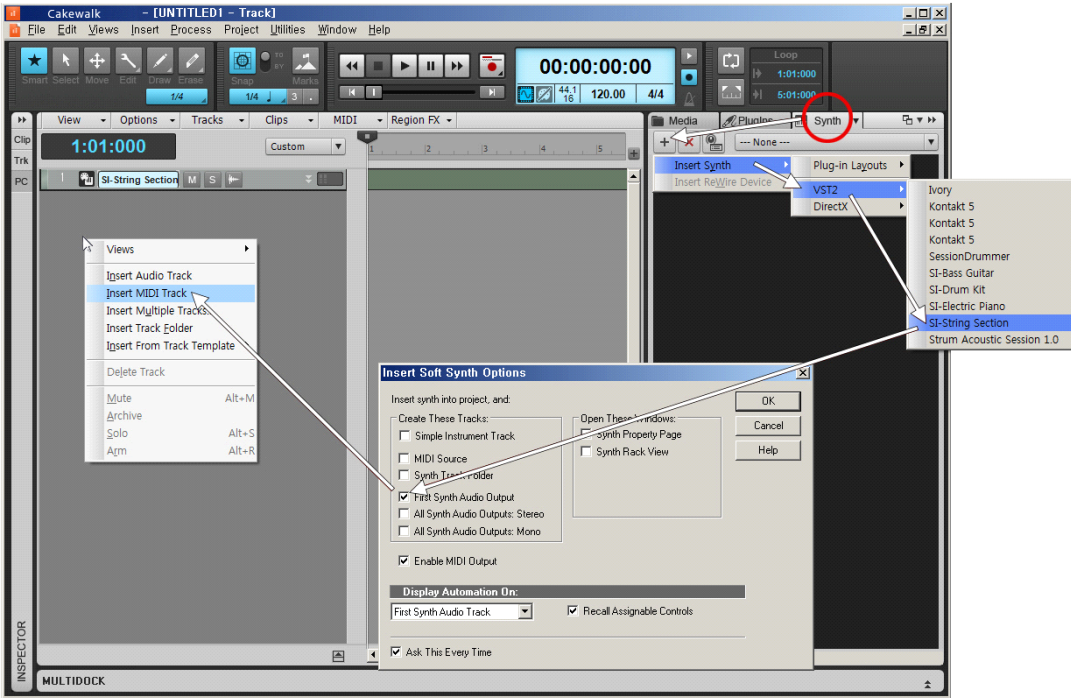 Cakewalk - [UNTITLED1 - Track]
File Edit Views Insert Process Project Utilities Window Help
Smart Select Move Edit Draw Erase
1/4
Snap
TO
BY
Marks
1/4
3
00:00:00:00
44.1
16
120.00
4/4
Loop
1:01:000
5:01:000
View Options Tracks Clips MIDI Region FX
Media PlugIns Synth
Clip
Trk
PC
1:01:000
Custom
1 2 3 4 5
--- None ---
1 SI-String Section M S
Insert Synth
Insert ReWire Device
Plug-in Layouts
VST2
DirectX
Ivory
Kontakt 5
Kontakt 5
Kontakt 5
SessionDrummer
SI-Bass Guitar
SI-Drum Kit
SI-Electric Piano
SI-String Section
Strum Acoustic Session 1.0
Views
Insert Audio Track
Insert MIDI Track
Insert Multiple Tracks...
Insert Track Folder
Insert From Track Template
Delete Track
Mute Alt+M
Archive
Solo Alt+S
Arm Alt+R
Insert Soft Synth Options
Insert synth into project, and:
Create These Tracks:
Simple Instrument Track
MIDI Source
Synth Track Folder
First Synth Audio Output
All Synth Audio Outputs: Stereo
All Synth Audio Outputs: Mono
Enable MIDI Output
Open These Windows:
Synth Property Page
Synth Rack View
OK
Cancel
Help
Display Automation On:
First Synth Audio Track
Recall Assignable Controls
Ask This Every Time
INSPECTOR
MULTIDOCK